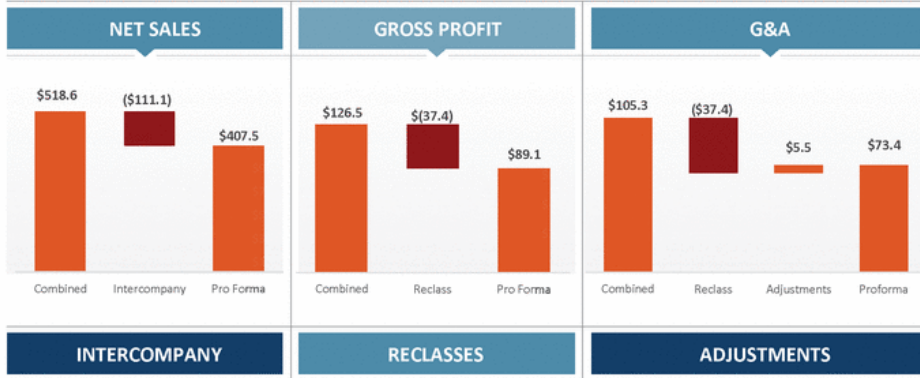 NET SALES
GROSS PROFIT
G&A
$518.6
($111.1)
$407.5
Combined
Intercompany
Pro Forma
$126.5
$(37.4)
$89.1
Combined
Reclass
Pro Forma
$105.3
($37.4)
$5.5
$73.4
Combined
Reclass
Adjustments
Proforma
INTERCOMPANY
RECLASSES
ADJUSTMENTS